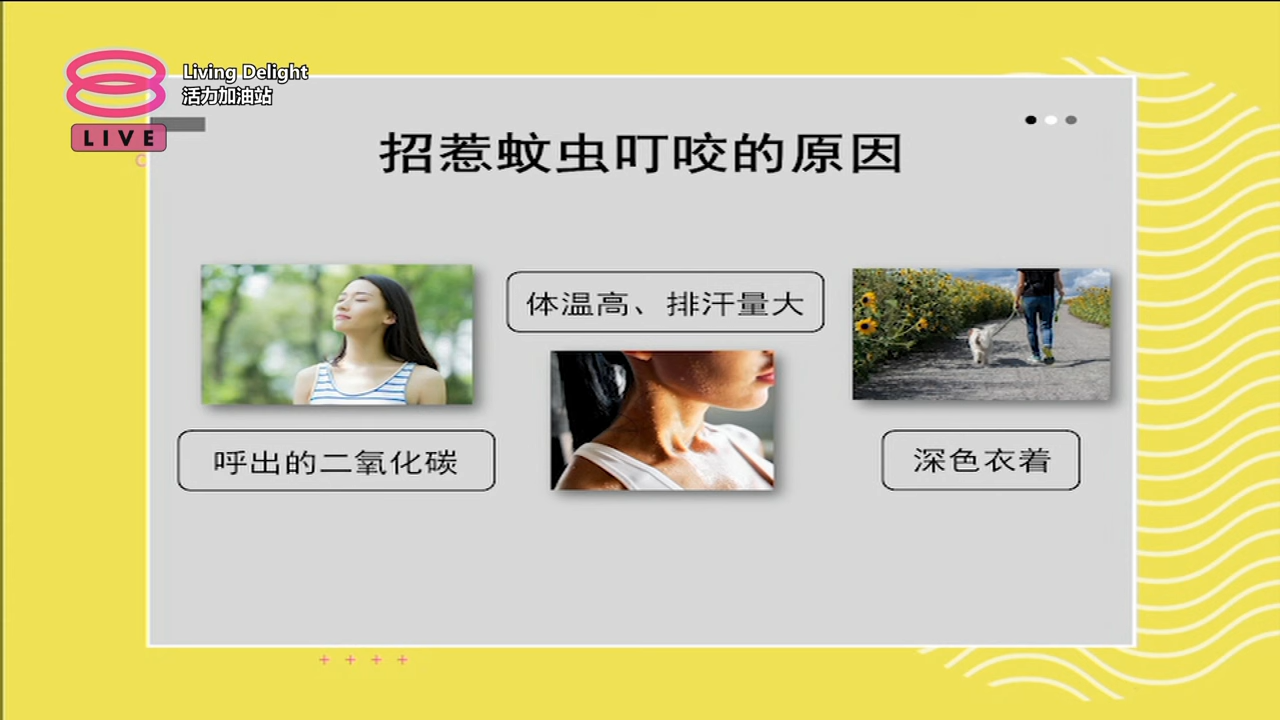 Living Delight
活力加油站
LIVE
招惹蚊虫叮咬的原因
体温高、排汗量大
呼出的二氧化碳
深色衣着